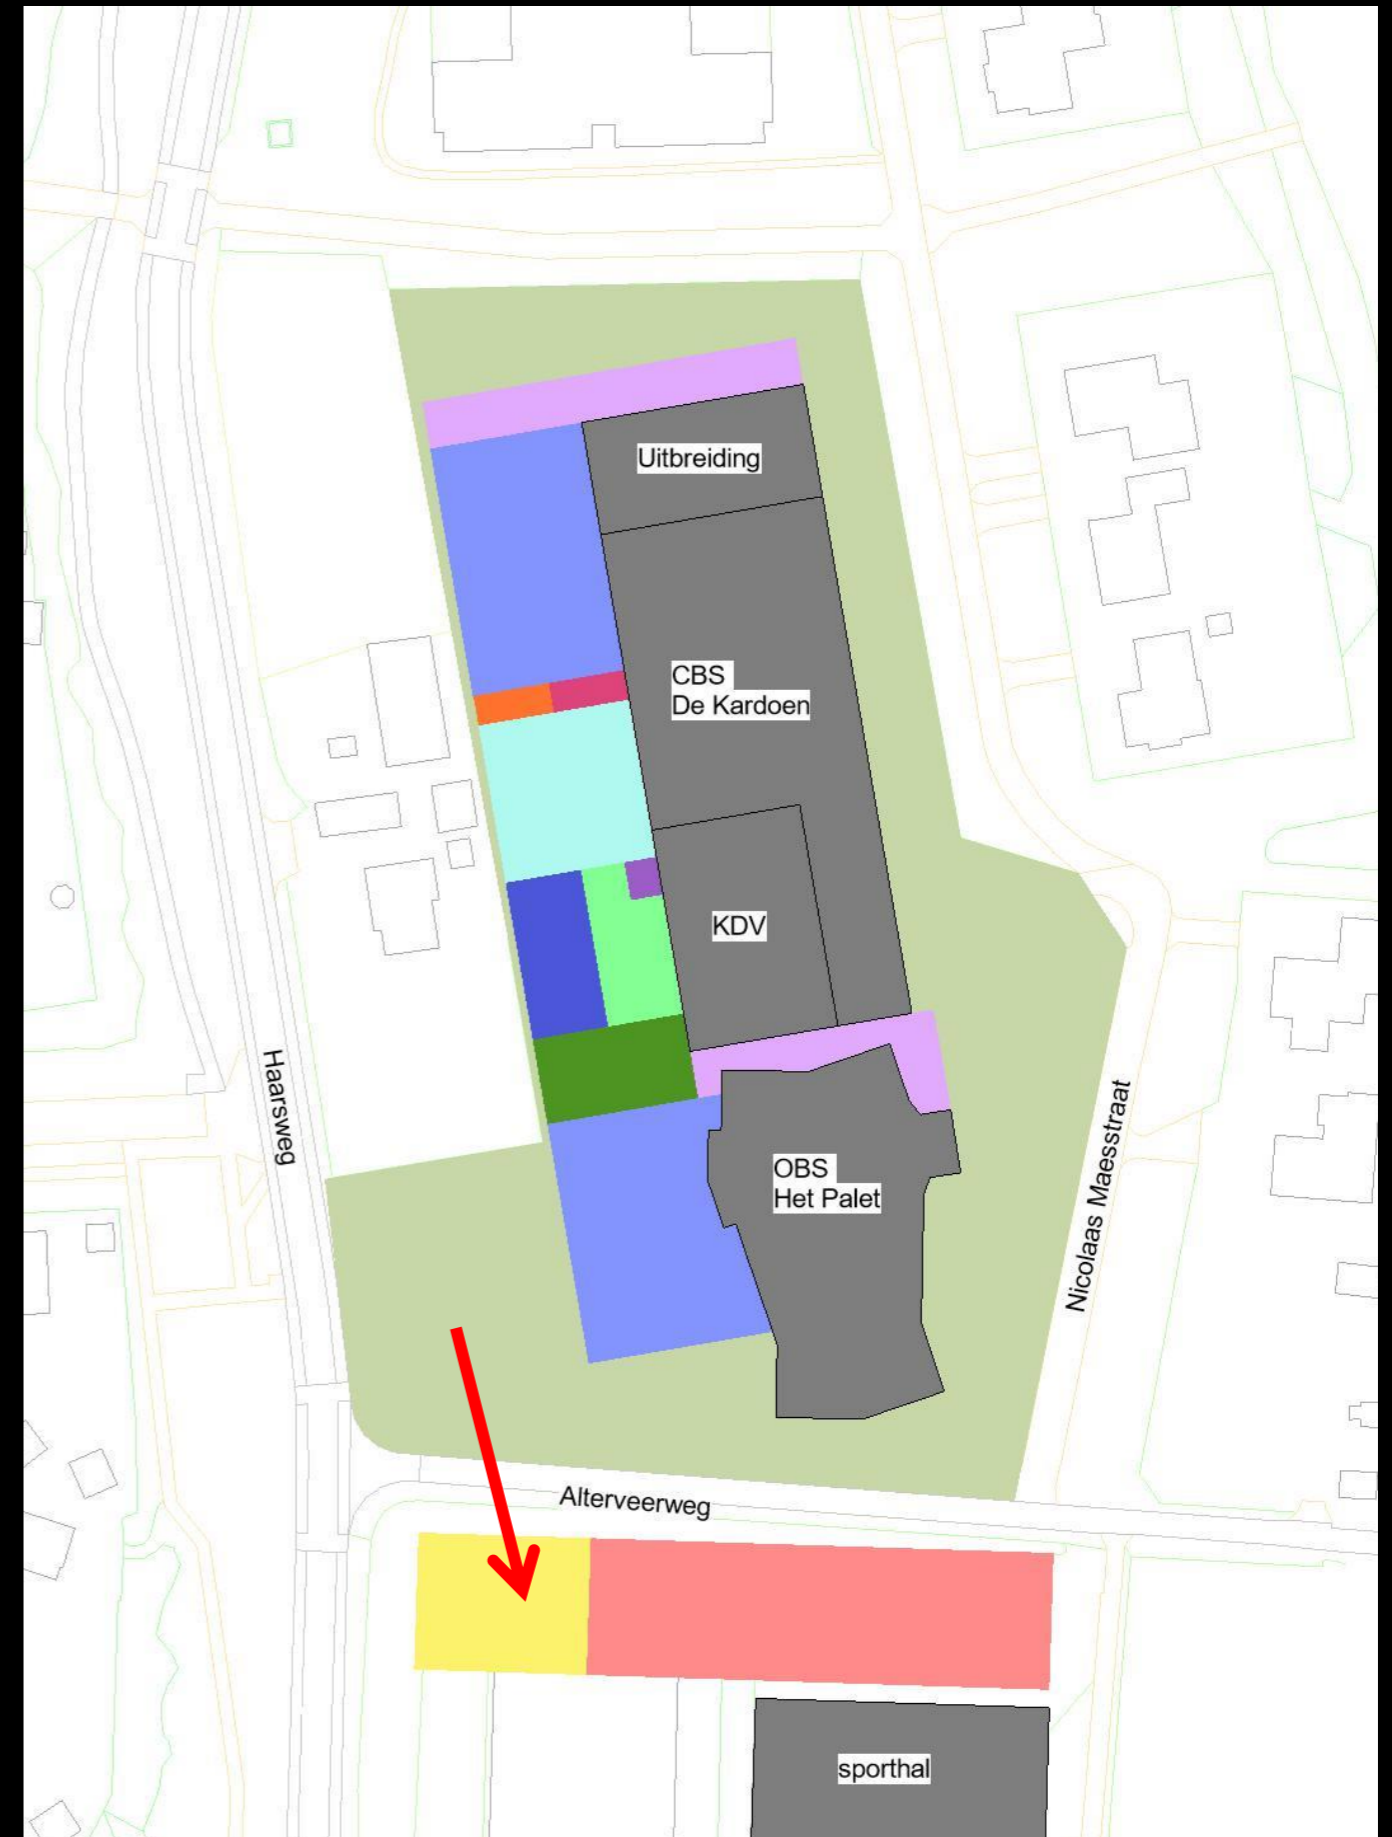 Uitbreiding
CBS
De Kardoen
KDV
Haarsweg
OBS
Het Palet
Nicolaas Maesstraat
Alterveerweg
sporthal